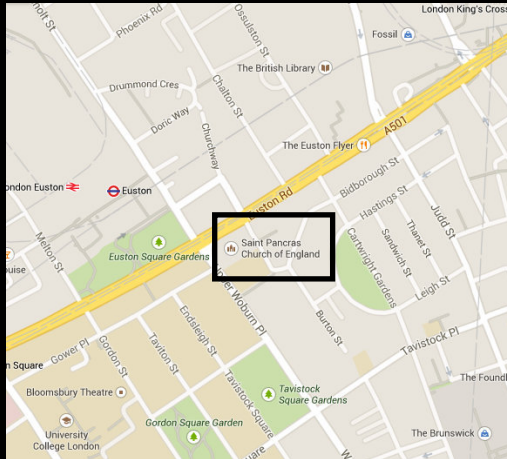 London King's Cross
Phoenix Rd
Ossulston St
Fossil
The British Library
Drummond Cres
Chalton St
Doric Way
Churchway
A501
The Euston Flyer
Bidborough St
Euston
Euston Rd
Hastings St
Judd St
Melton St
Saint Pancras
Church of England
Thanet St
Sandwich St
Cartwright Gardens
Euston Square Gardens
Leigh St
Burton St
Endsleigh St
Tavistock Pl
Gower Pl
Gordon St
Taviton St
Bloomsbury Theatre
Tavistock
Square Gardens
Tavistock Square
University
College London
Gordon Square Garden
The Brunswick